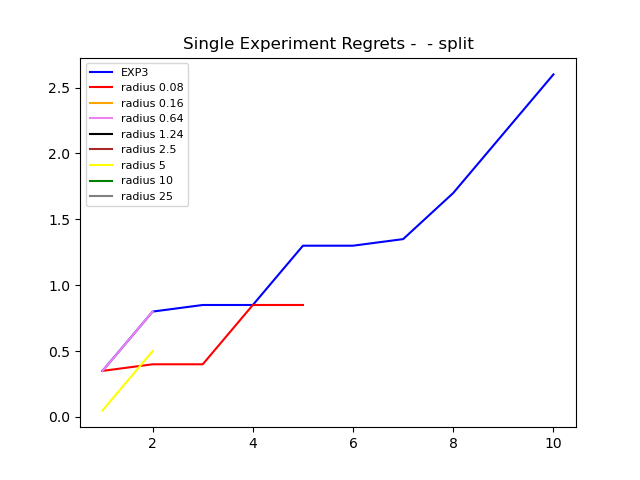 Single Experiment Regrets -  - split
EXP3
radius 0.08
radius 0.16
radius 0.64
radius 1.24
radius 2.5
radius 5
radius 10
radius 25
2.5
2.0
1.5
1.0
0.5
0.0
2 4 6 8 10